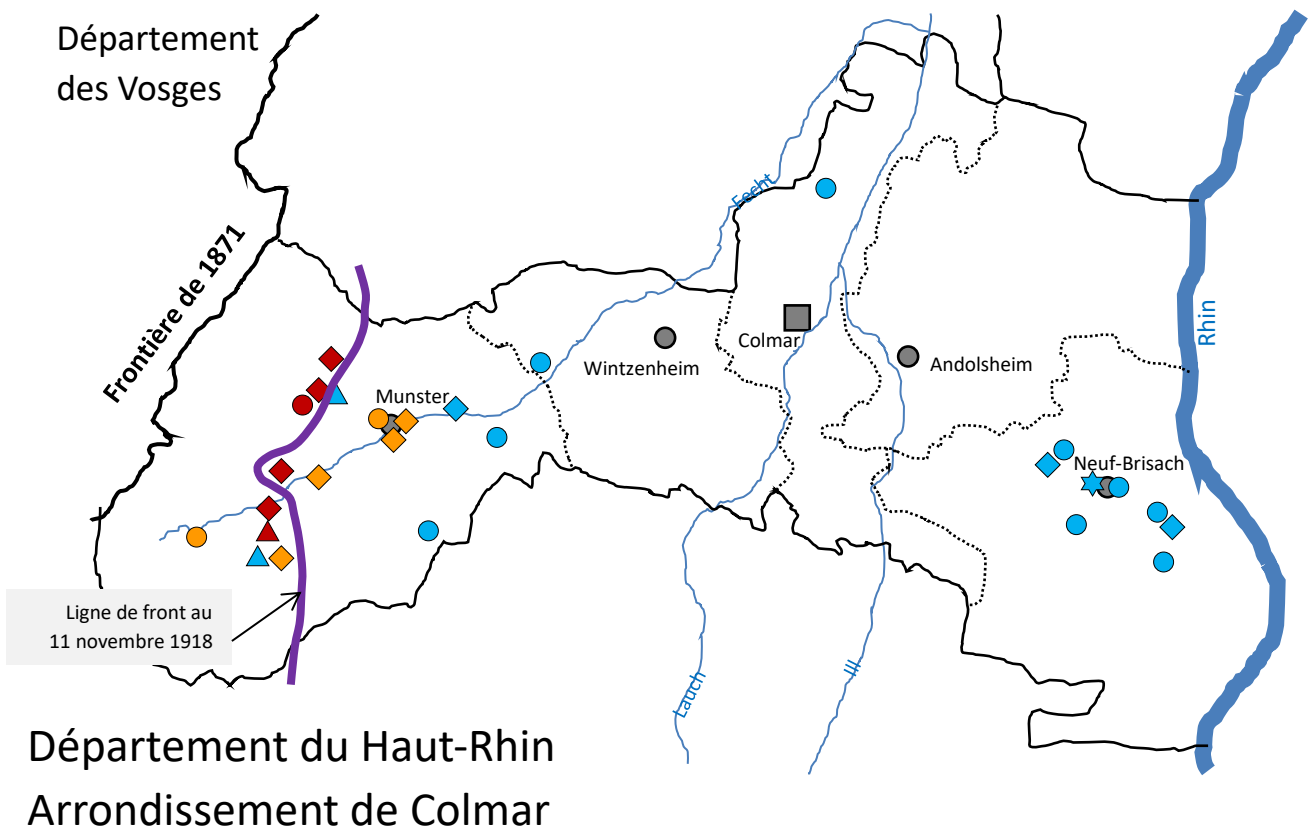 Département
des Vosges
Fecht
Frontière de 1871
Rhin
Colmar
Wintzenheim
Andolsheim
Munster
Neuf-Brisach
Ligne de front au
11 novembre 1918
Lauch
Ill
Département du Haut-Rhin
Arrondissement de Colmar